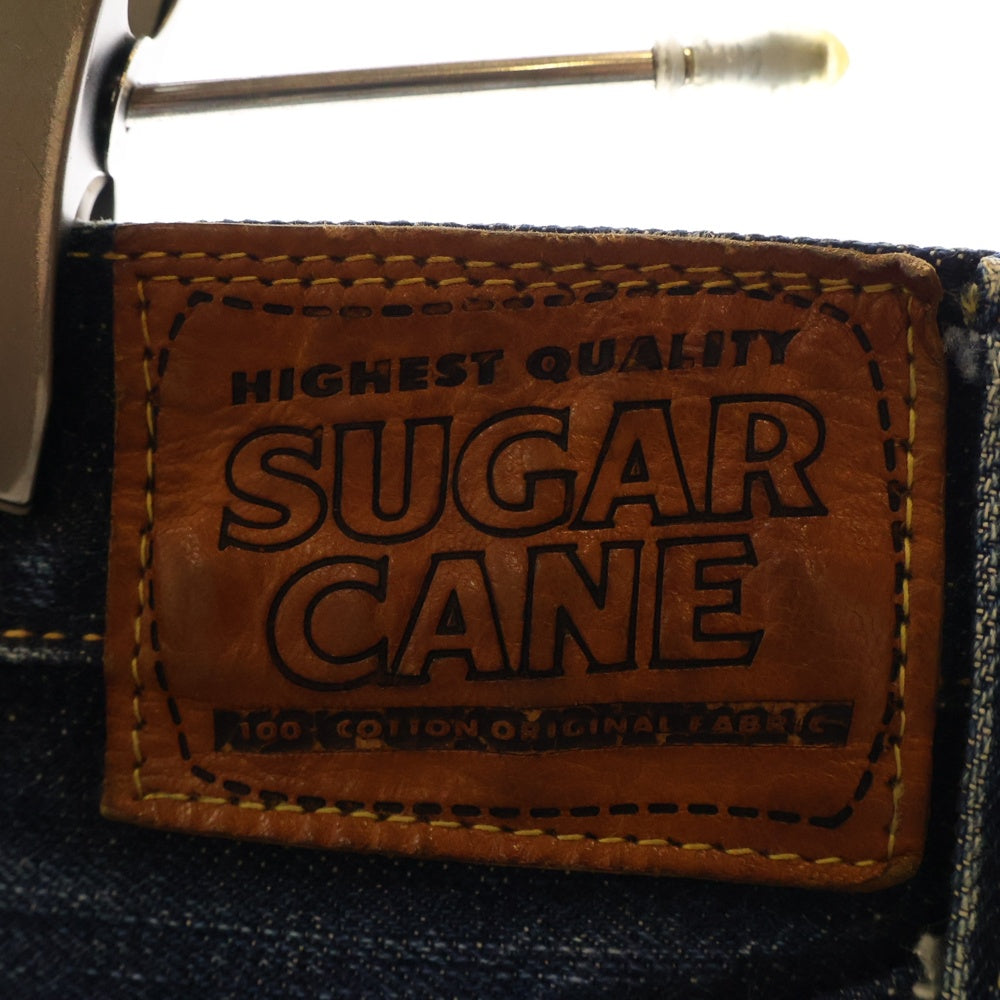 HIGHEST QUALITY
SUGAR
CANE
100 COTTON ORIGINAL FABRIC